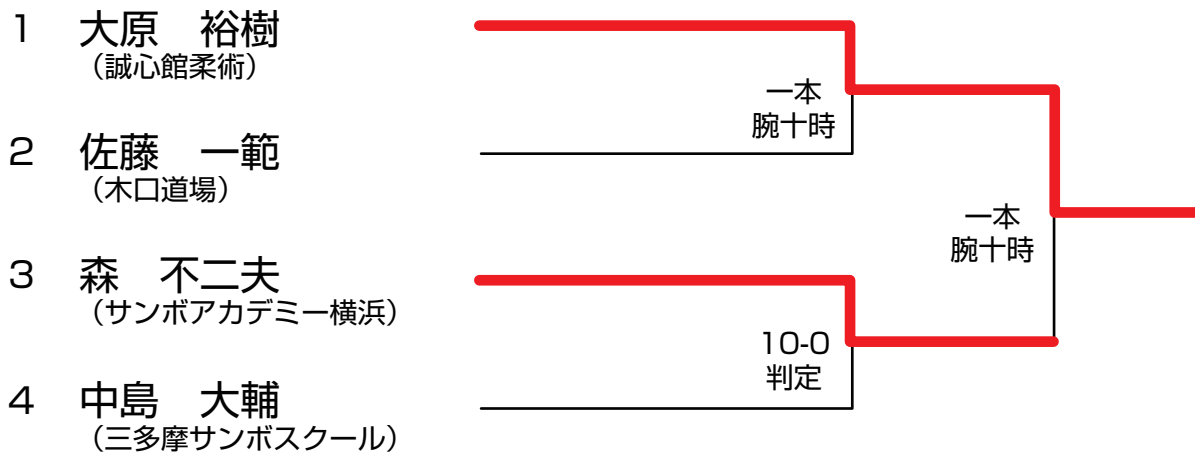 1 大原　裕樹
（誠心館柔術）
一本
腕十時
2 佐藤　一範
（木口道場）
一本
腕十時
3 森　不二夫
（サンボアカデミー横浜）
10-0
判定
4 中島　大輔
（三多摩サンボスクール）